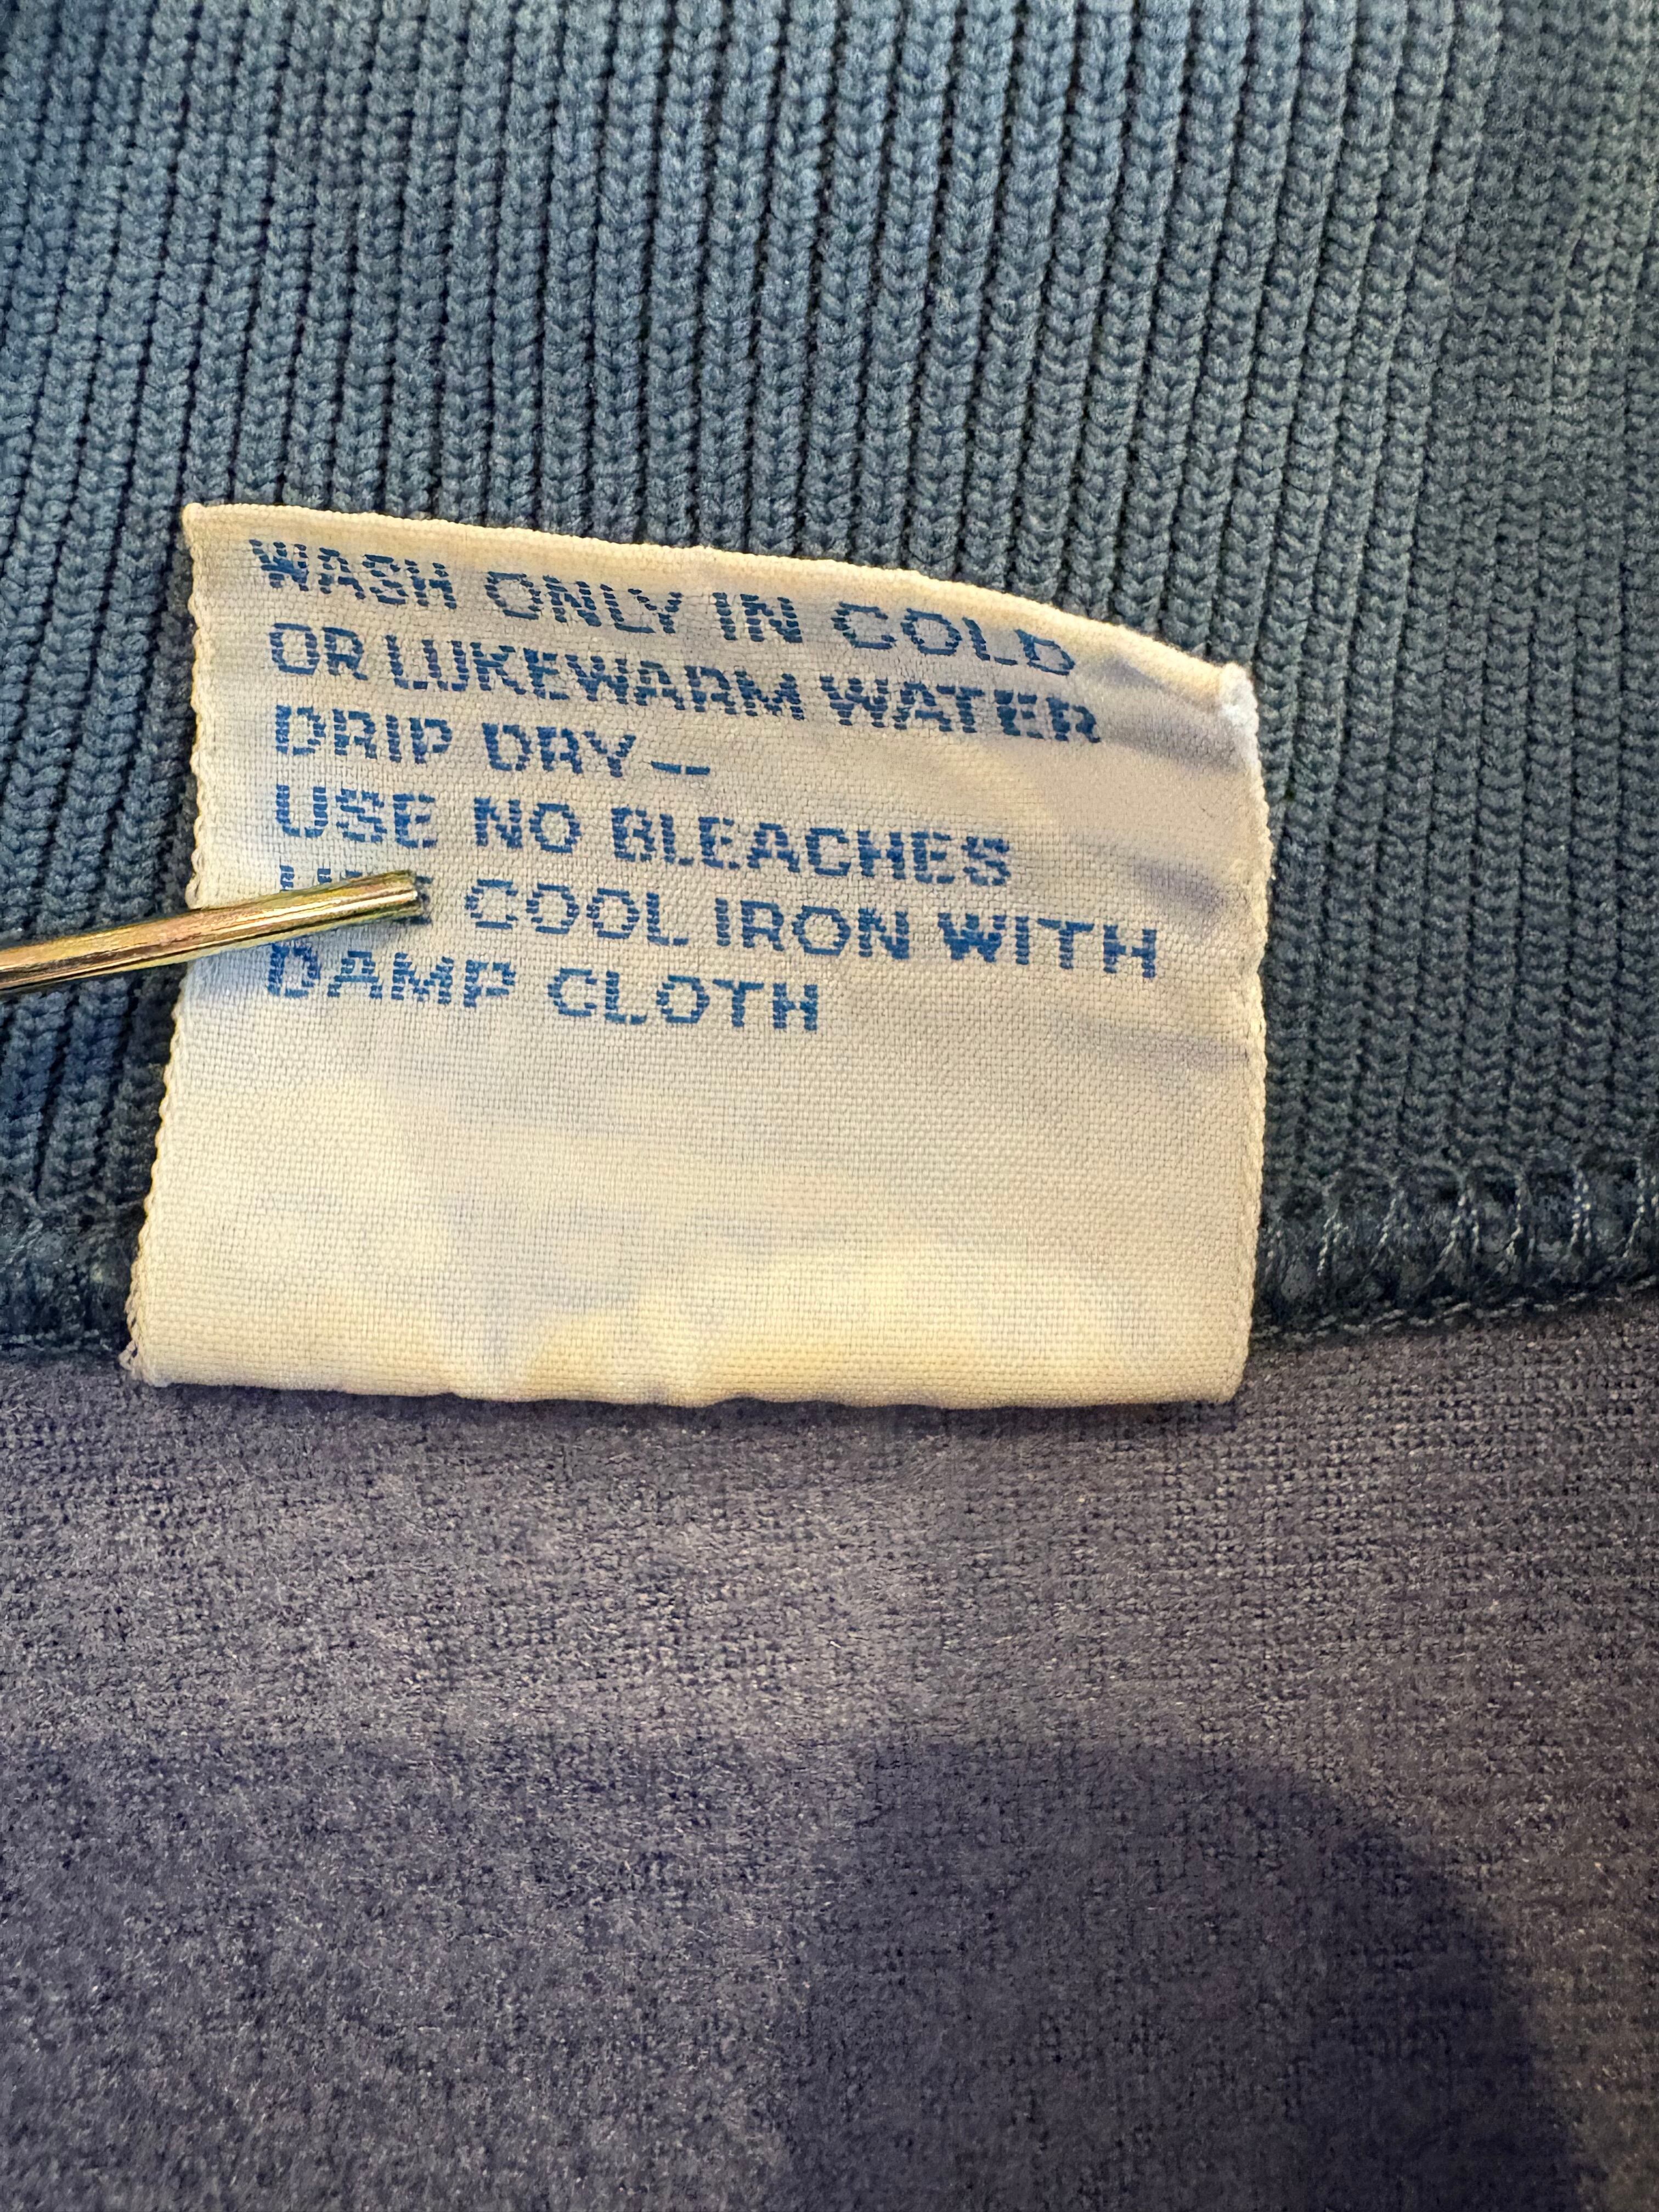 WASH ONLY IN COLD
OR LUKEWARM WATER
DRIP DRY—
USE NO BLEACHES
COOL IRON WITH
DAMP CLOTH